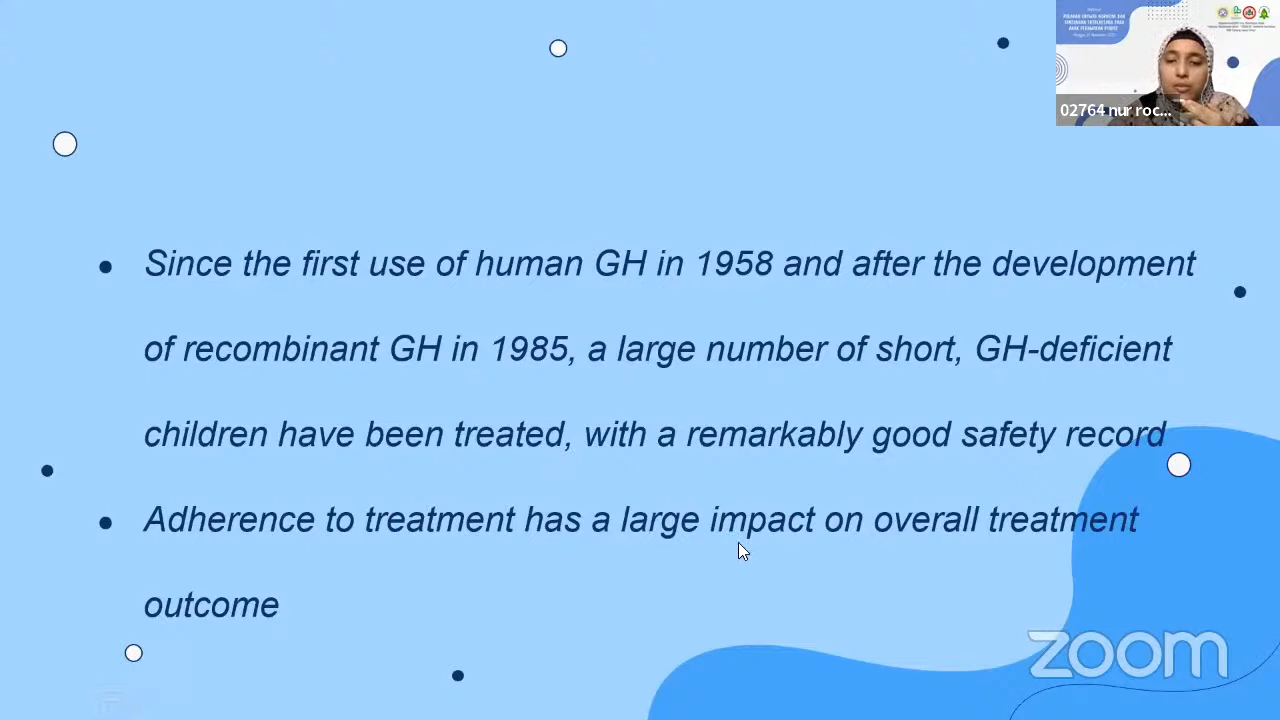 02764 nur roc...
Since the first use of human GH in 1958 and after the development
of recombinant GH in 1985, a large number of short, GH-deficient
children have been treated, with a remarkably good safety record
Adherence to treatment has a large impact on overall treatment
outcome
zoom